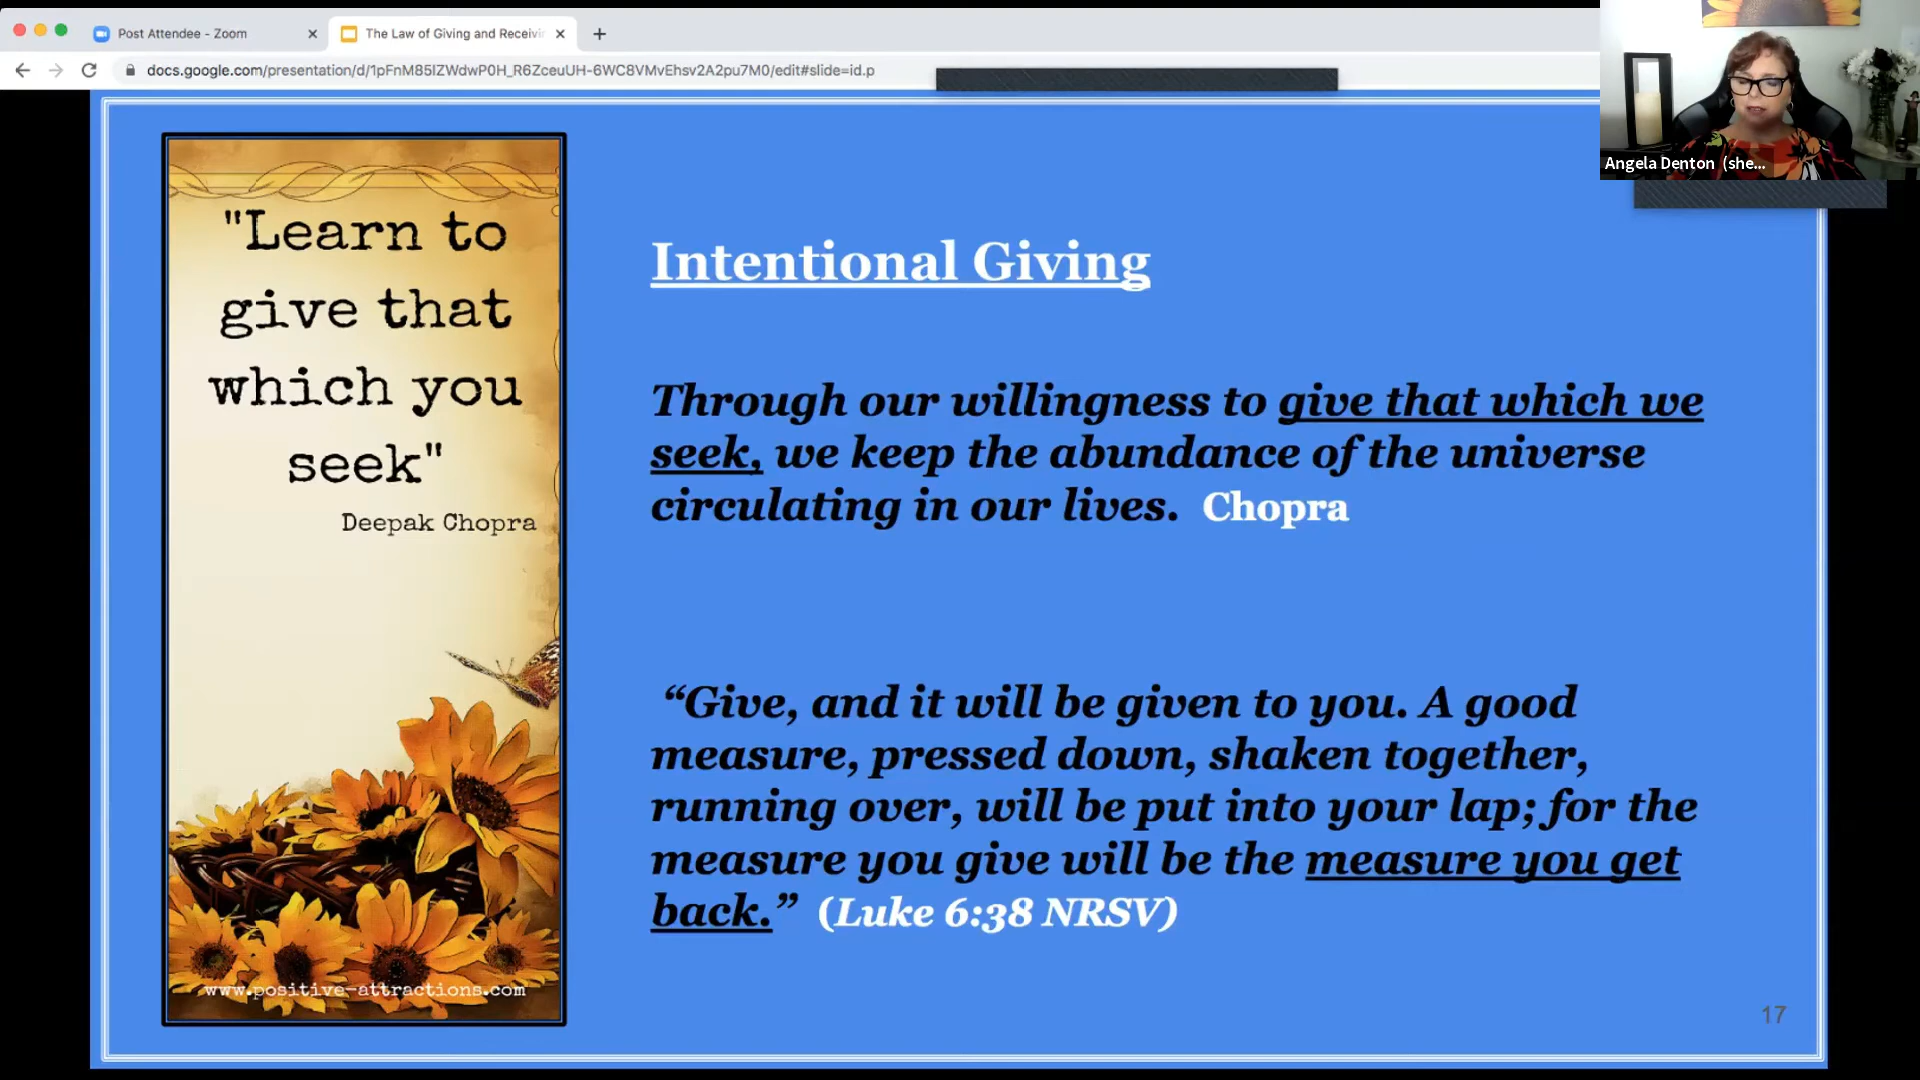 Post Attendee - Zoom
The Law of Giving and Receivin
docs.google.com/presentation/d/1pFnM85lZWdwP0H_R6ZceuUH-6WC8VMvEhsv2A2pu7M0/edit#slide=id.p
Angela Denton (she...
"Learn to
give that
which you
seek"
Deepak Chopra
www.positive-attractions.com
Intentional Giving
Through our willingness to give that which we
seek, we keep the abundance of the universe
circulating in our lives. Chopra
“Give, and it will be given to you. A good
measure, pressed down, shaken together,
running over, will be put into your lap; for the
measure you give will be the measure you get
back.” (Luke 6:38 NRSV)
17